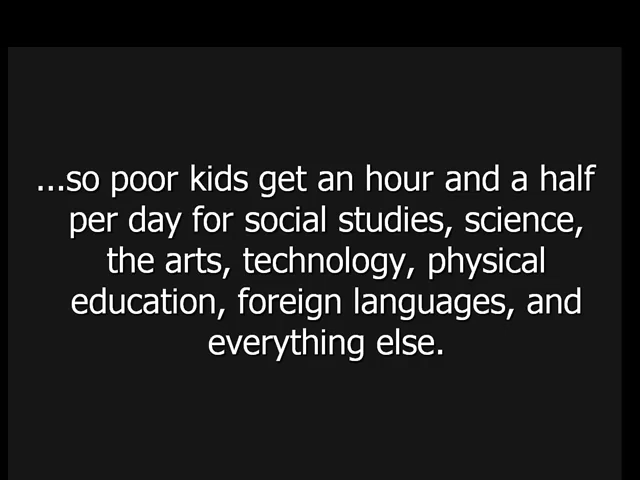 ...so poor kids get an hour and a half
per day for social studies, science,
the arts, technology, physical
education, foreign languages, and
everything else.